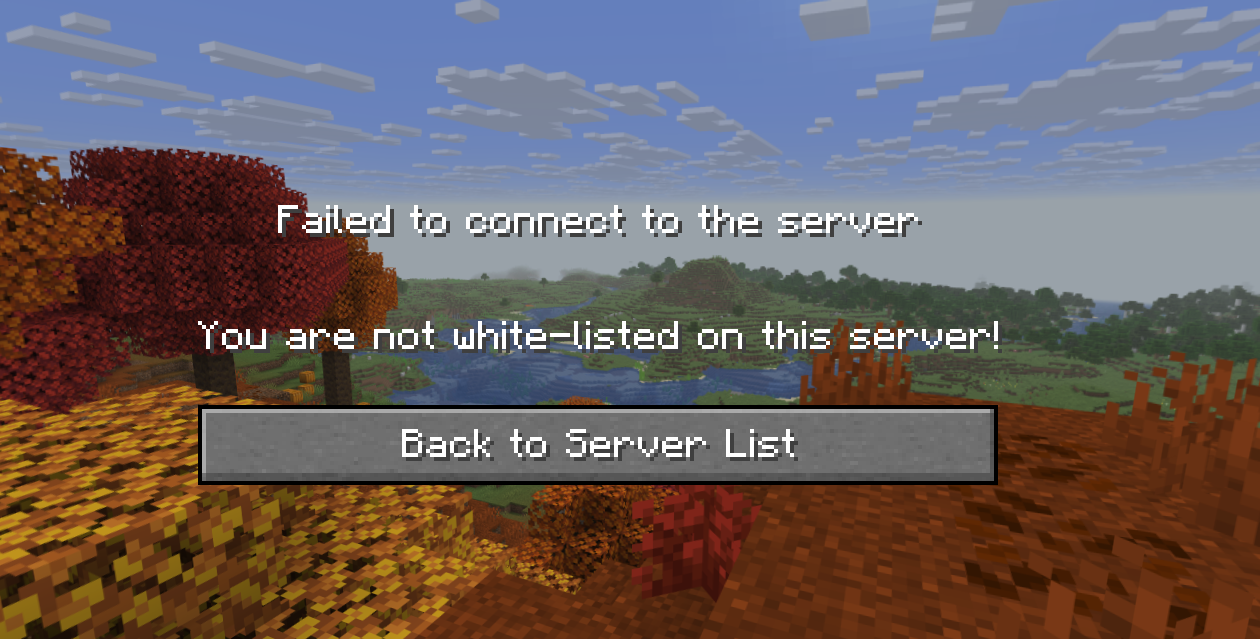 Failed to connect to the server
You are not white-listed on this server!
Back to Server List